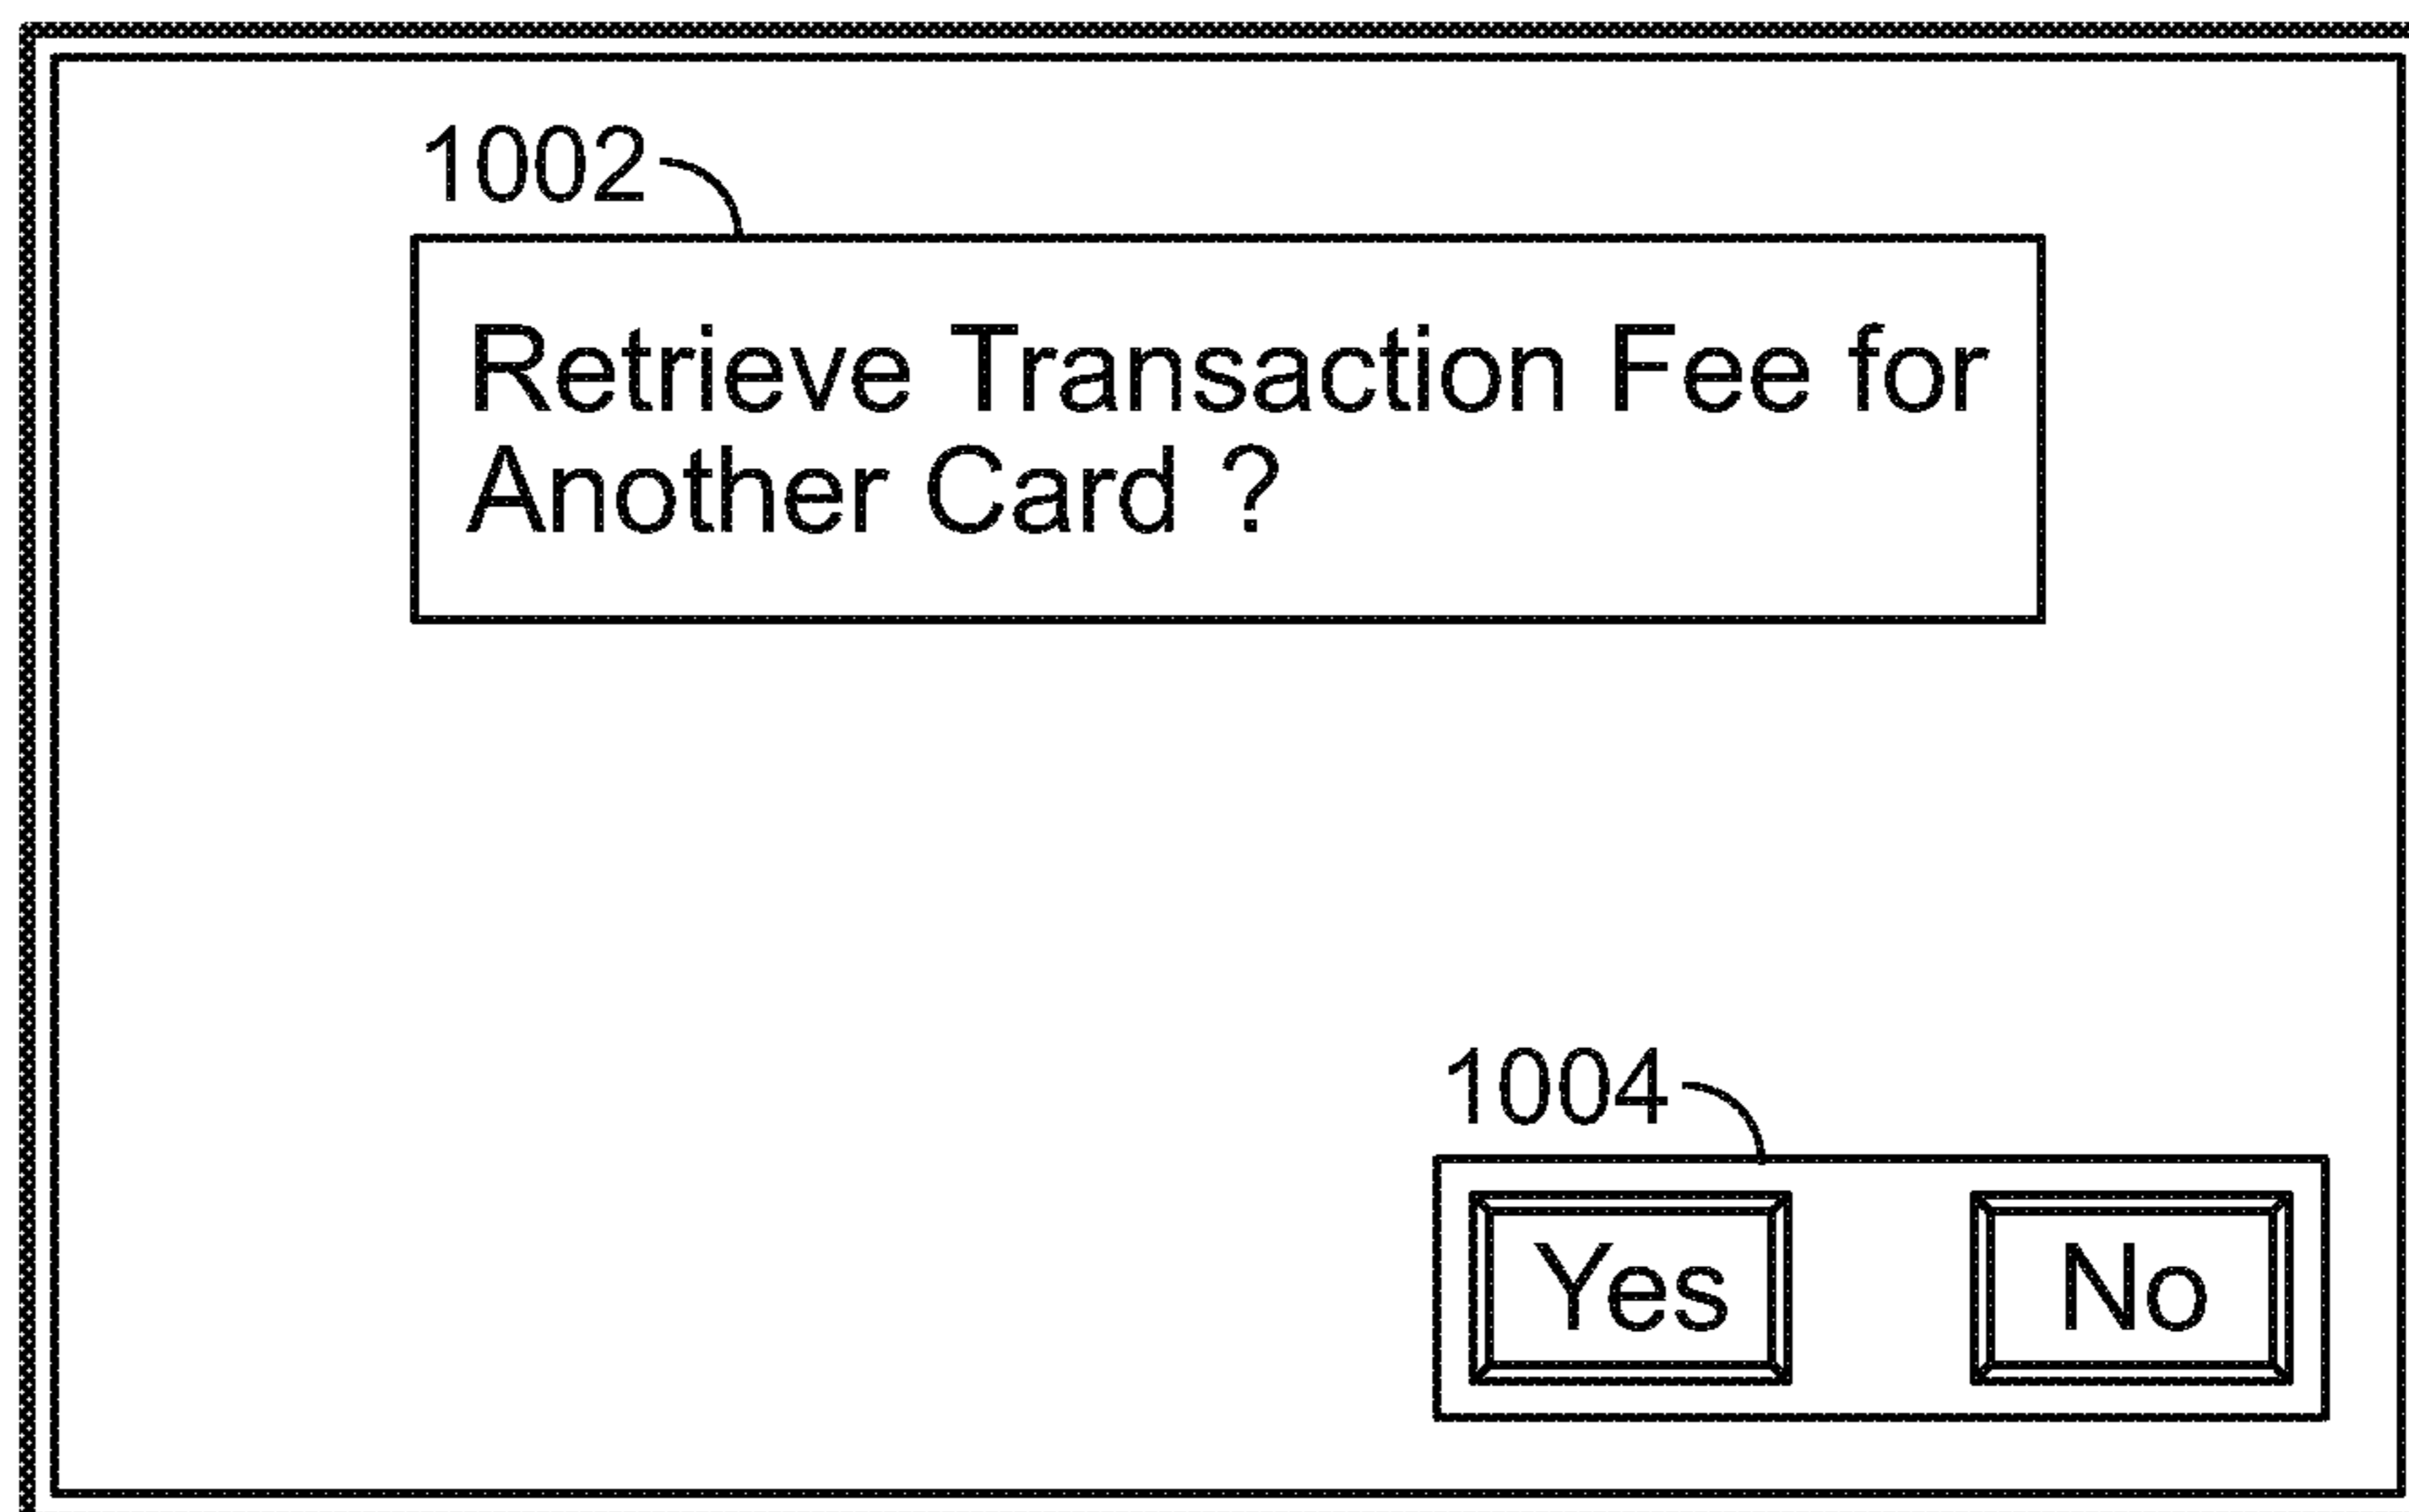 1002
Retrieve Transaction Fee for
Another Card ?
1004
Yes No